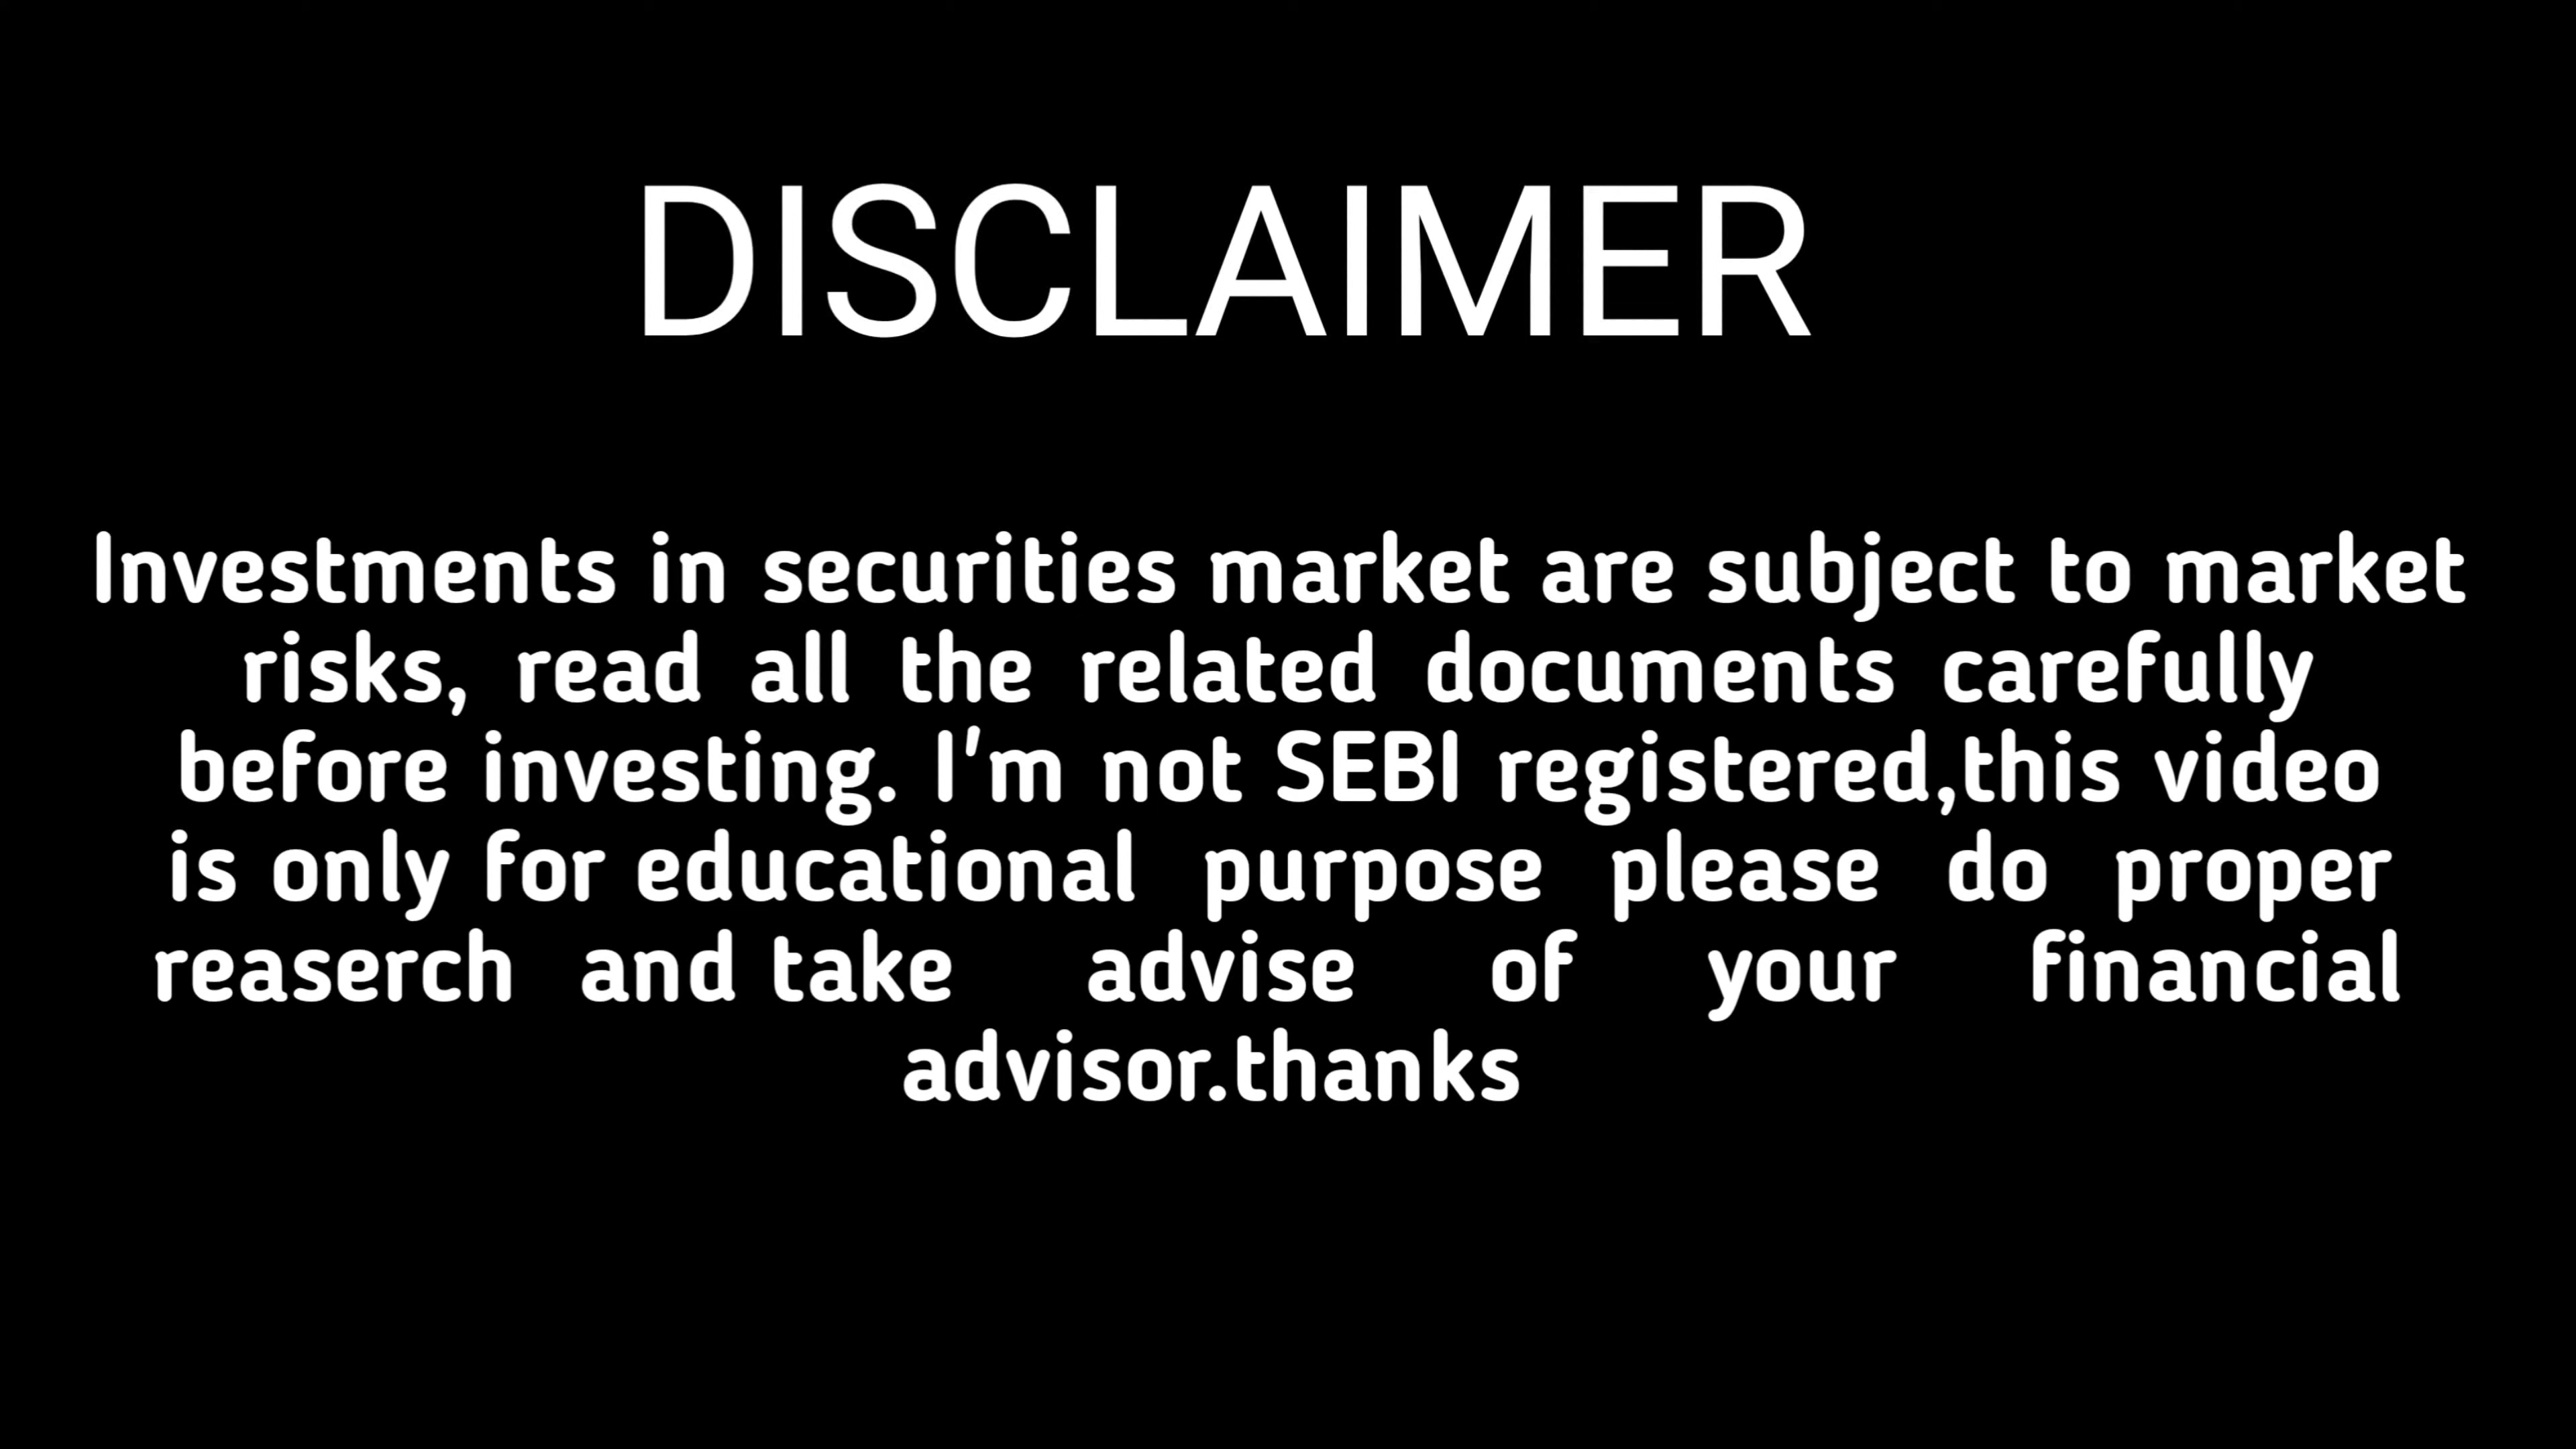 DISCLAIMER
Investments in securities market are subject to market
risks, read all the related documents carefully
before investing. I'm not SEBI registered,this video
is only for educational purpose please do proper
reaserch and take advise of your financial
advisor.thanks